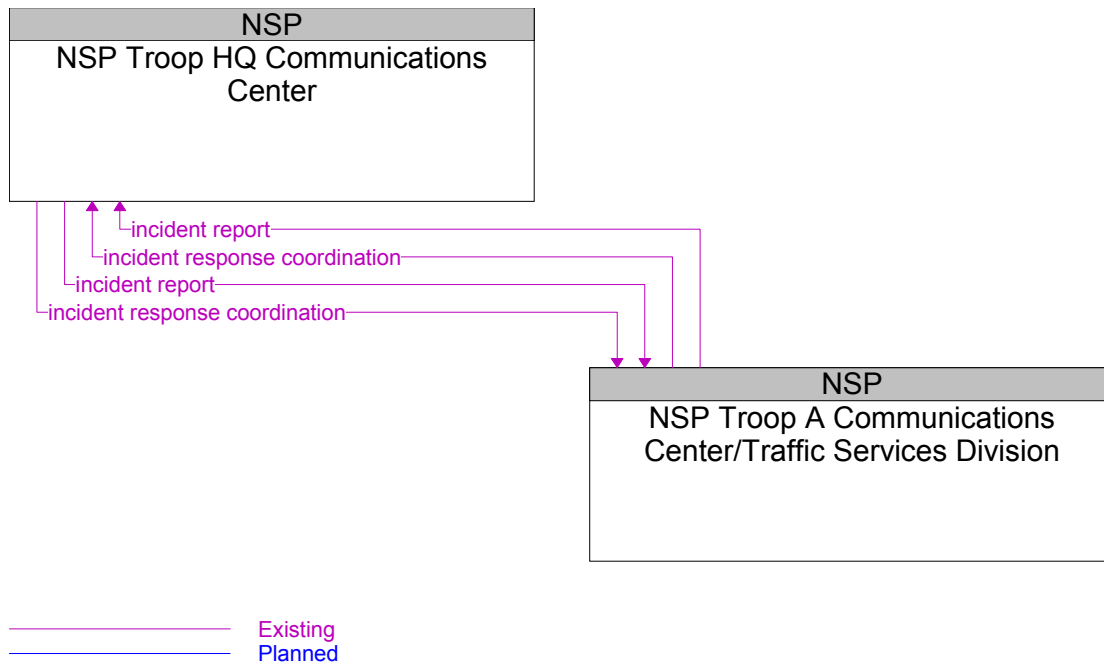 NSP
NSP Troop HQ Communications
Center
incident report
incident response coordination
incident report
incident response coordination
NSP
NSP Troop A Communications
Center/Traffic Services Division
Existing
Planned